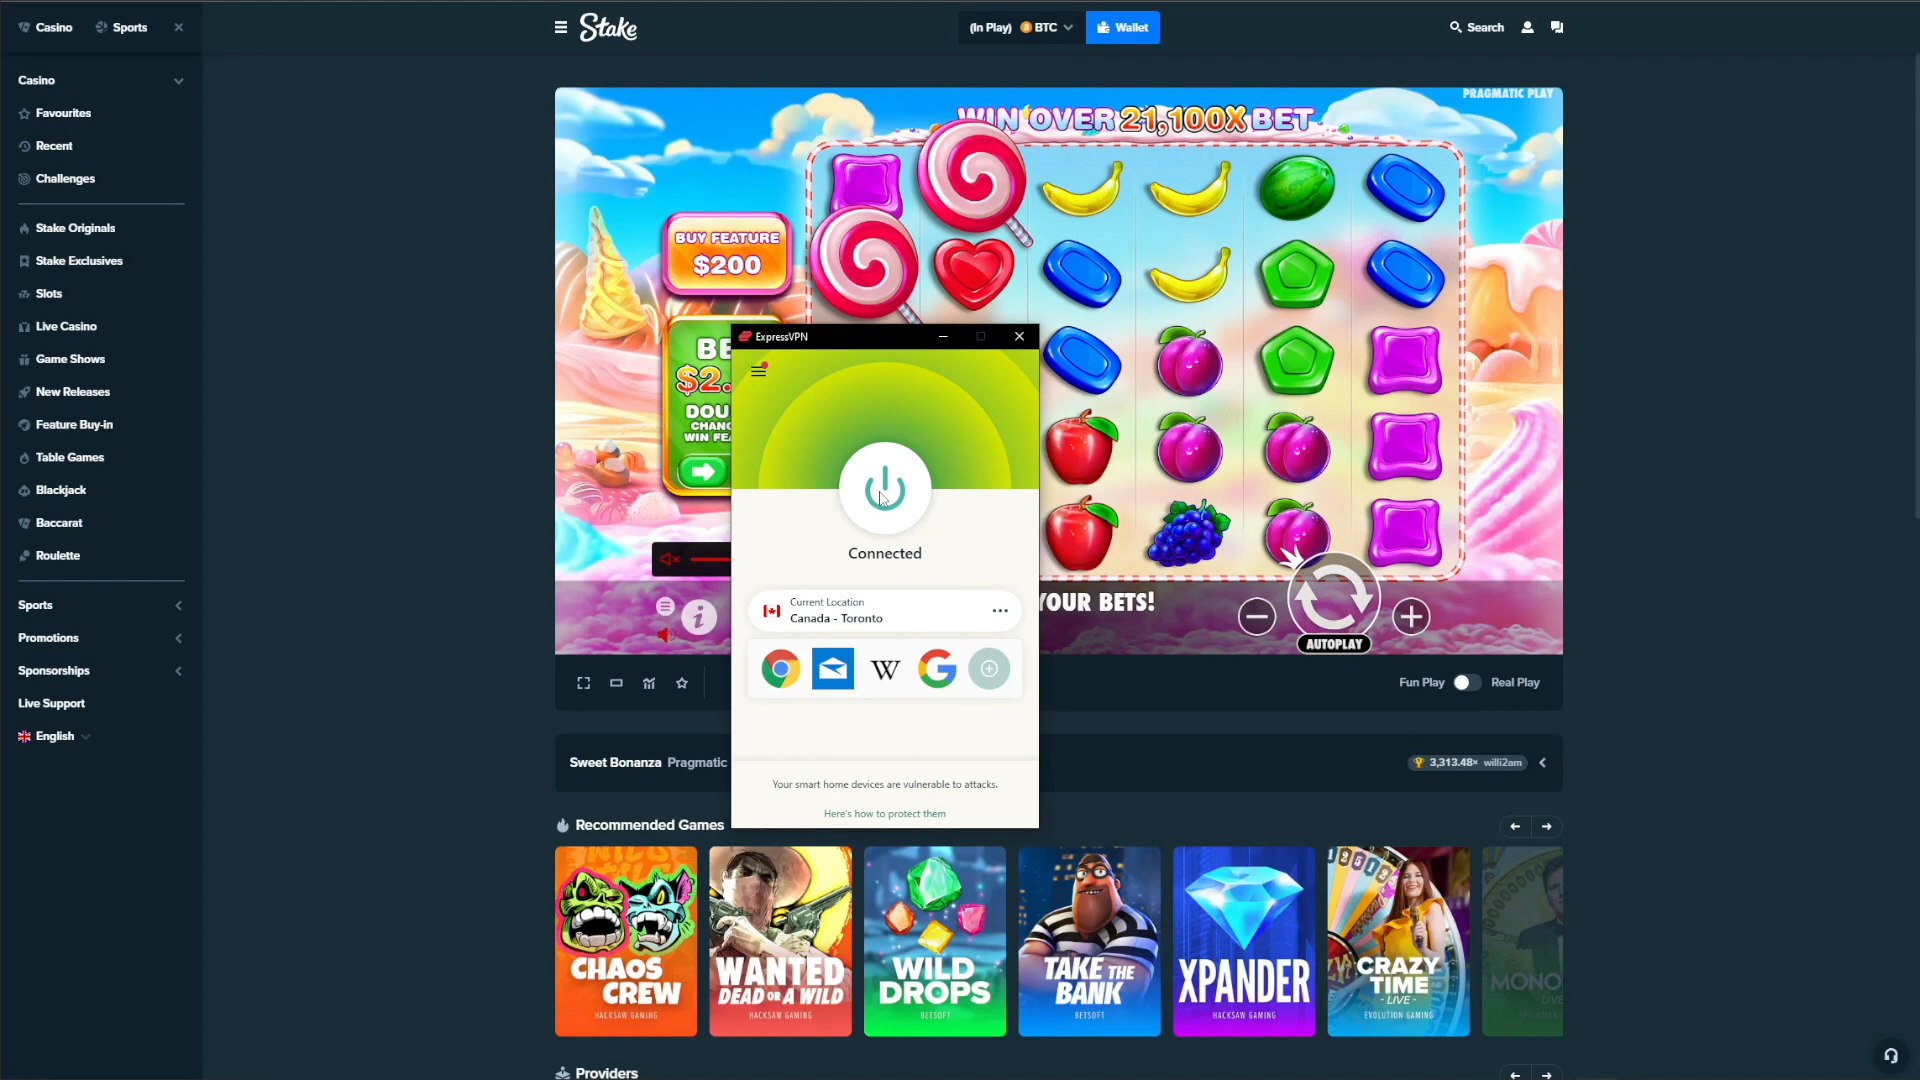 Casino
Sports
Stake
(In Play)
BTC
Wallet
Search
Casino
Favourites
Recent
Challenges
Stake Originals
Stake Exclusives
Slots
Live Casino
Game Shows
New Releases
Feature Buy-in
Table Games
Blackjack
Baccarat
Roulette
Sports
Promotions
Sponsorships
Live Support
English
PRAGMATIC PLAY
WIN OVER 21,100X BET
BUY FEATURE
$200
BE
$2.
DOU
CHANC
WIN FEA
ExpressVPN
Connected
Current Location
Canada - Toronto
W
G
Your smart home devices are vulnerable to attacks.
Here's how to protect them
YOUR BETS!
AUTOPLAY
Fun Play
Real Play
Sweet Bonanza Pragmatic
3,313.48× willi2am
Recommended Games
CHAOS
CREW
HACKSAW GAMING
WANTED
DEAD OR A WILD
HACKSAW GAMING
WILD
DROPS
BETSOFT
TAKE THE
BANK
BETSOFT
XPANDER
HACKSAW GAMING
CRAZY
TIME
- LIVE -
EVOLUTION GAMING
MONO
Providers